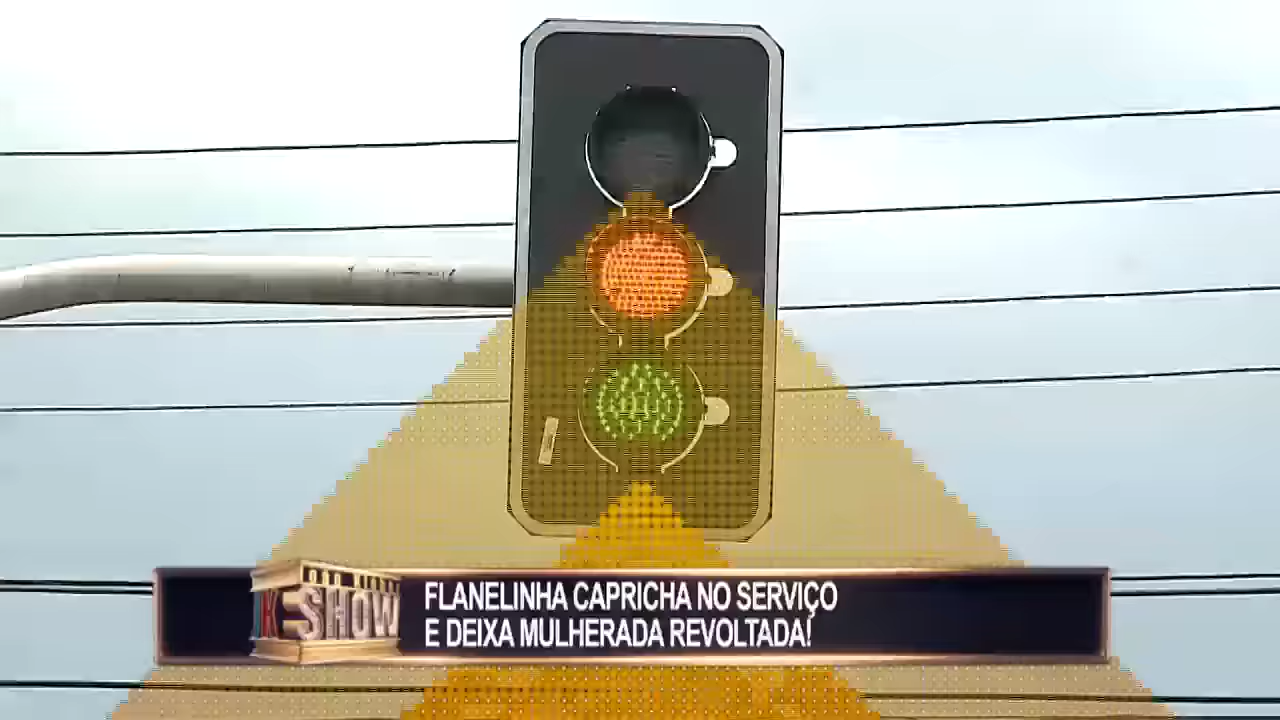 K-SHOW
FLANELINHA CAPRICHA NO SERVIÇO
E DEIXA MULHERADA REVOLTADA!